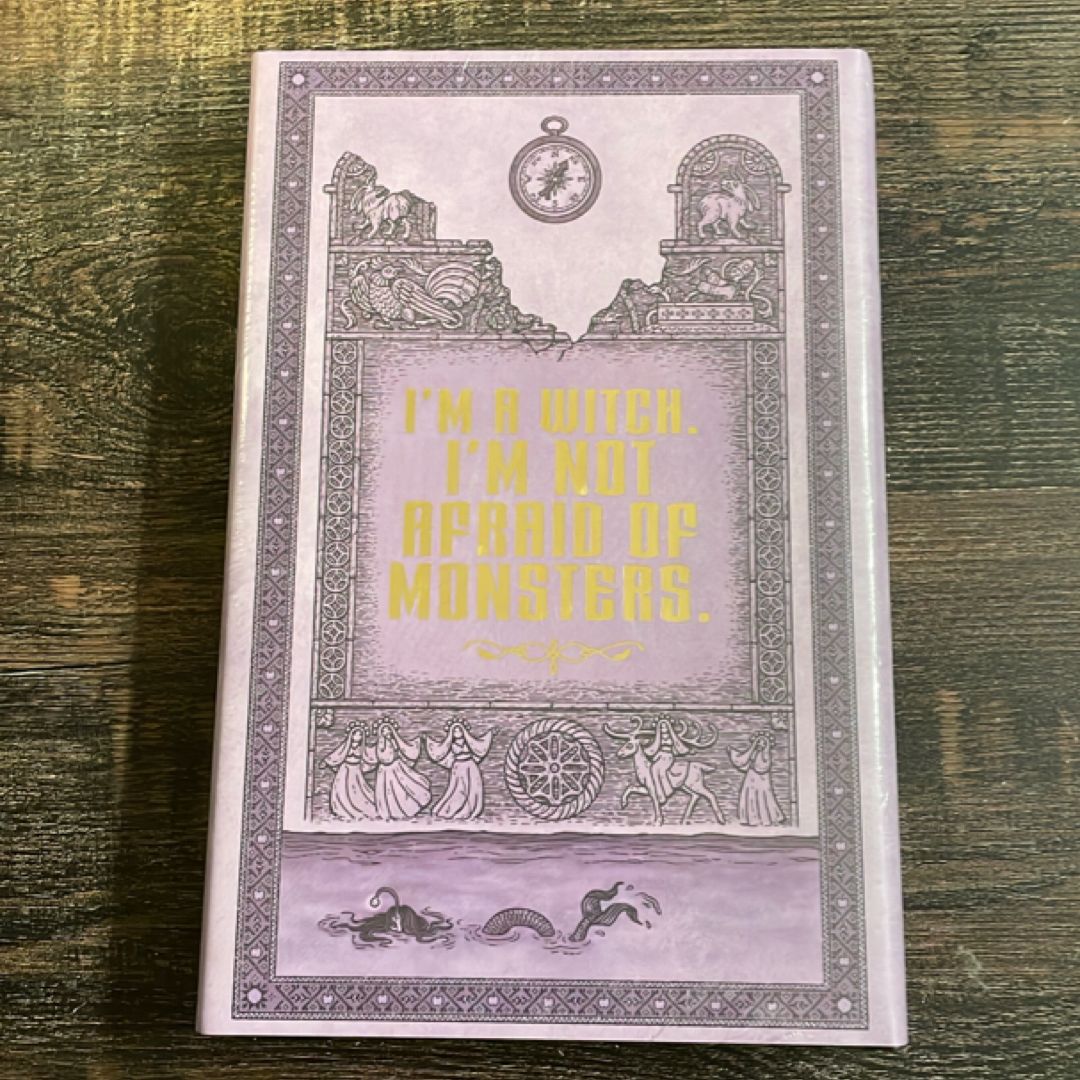 I'M A WITCH.
I'M NOT
AFRAID OF
MONSTERS.